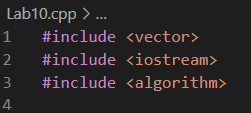 Lab10.cpp > ...
1 #include <vector>
2 #include <iostream>
3 #include <algorithm>
4